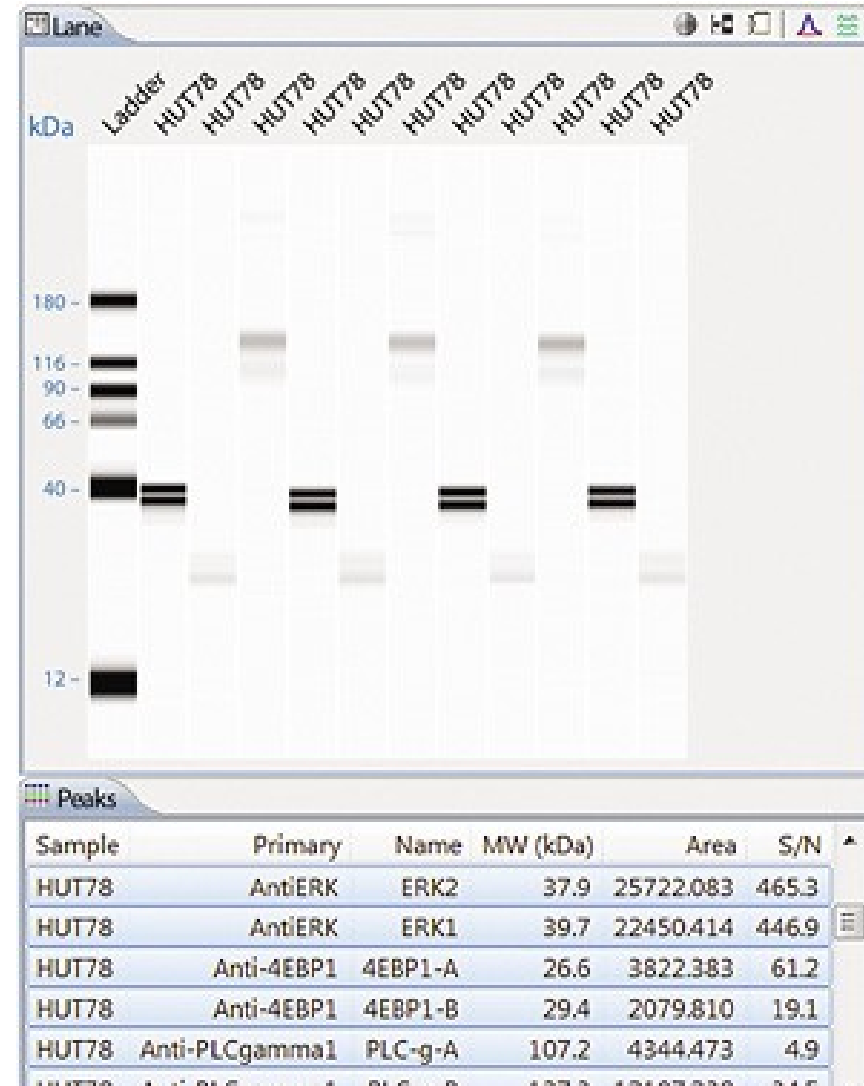 Lane
kDa
Ladder HUT78 HUT78 HUT78 HUT78 HUT78 HUT78 HUT78 HUT78 HUT78 HUT78 HUT78
180 –
116 –
90 –
66 –
40 –
12 –
Peaks
Sample Primary Name MW (kDa) Area S/N
HUT78 AntiERK ERK2 37.9 25722.083 465.3
HUT78 AntiERK ERK1 39.7 22450.414 446.9
HUT78 Anti-4EBP1 4EBP1-A 26.6 3822.383 61.2
HUT78 Anti-4EBP1 4EBP1-B 29.4 2079.810 19.1
HUT78 Anti-PLCgamma1 PLC-g-A 107.2 4344.473 4.9